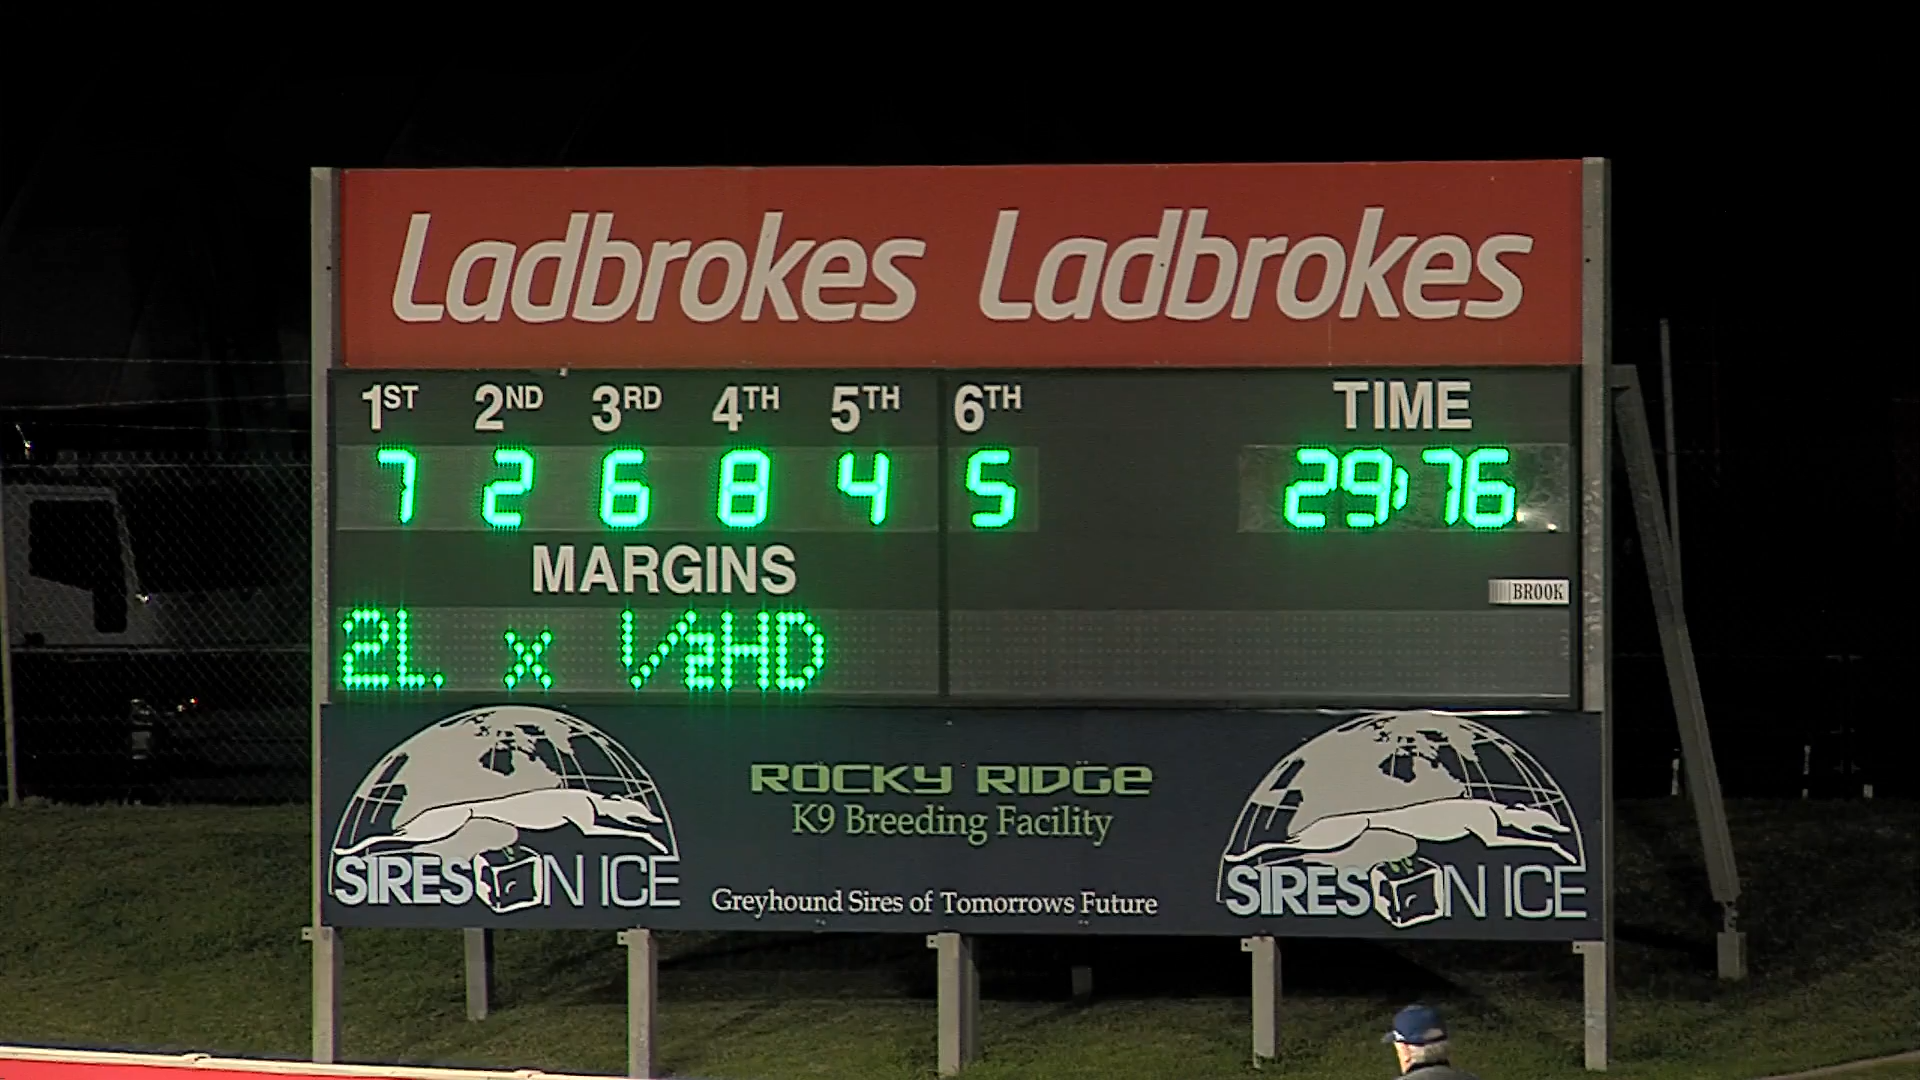 Ladbrokes Ladbrokes
1ST 2ND 3RD 4TH 5TH 6TH TIME
7 2 6 8 4 5 29:76
MARGINS
BROOK
2L. x 1/2HD
ROCKY RIDGE
K9 Breeding Facility
SIRES ON ICE
Greyhound Sires of Tomorrows Future
SIRES ON ICE